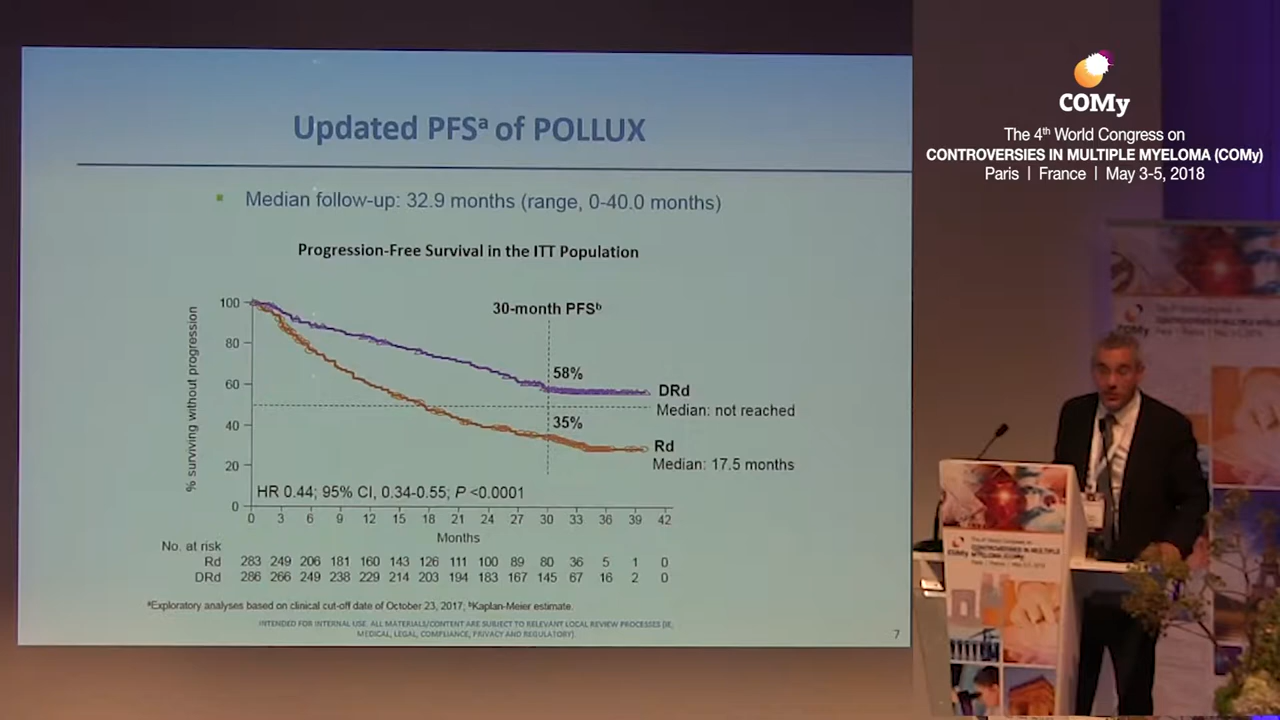 Updated PFSᵃ of POLLUX
Median follow-up: 32.9 months (range, 0-40.0 months)
Progression-Free Survival in the ITT Population
% surviving without progression
100
80
60
40
20
0
30-month PFSᵇ
58%
35%
DRd
Median: not reached
Rd
Median: 17.5 months
HR 0.44; 95% CI, 0.34-0.55; P <0.0001
0 3 6 9 12 15 18 21 24 27 30 33 36 39 42
Months
No. at risk
Rd 283 249 206 181 160 143 126 111 100 89 80 36 5 1 0
DRd 286 266 249 238 229 214 203 194 183 167 145 67 16 2 0
ᵃExploratory analyses based on clinical cut-off date of October 23, 2017; ᵇKaplan-Meier estimate.
INTENDED FOR INTERNAL USE. ALL MATERIALS/CONTENT ARE SUBJECT TO RELEVANT LOCAL REVIEW PROCESSES (IE,
MEDICAL, LEGAL, COMPLIANCE, PRIVACY AND REGULATORY).
7
COMy
The 4th World Congress on
CONTROVERSIES IN MULTIPLE MYELOMA (COMy)
Paris | France | May 3-5, 2018
COMy
COMy
CONTROVERSIES IN MULTIPLE
MYELOMA (COMy)